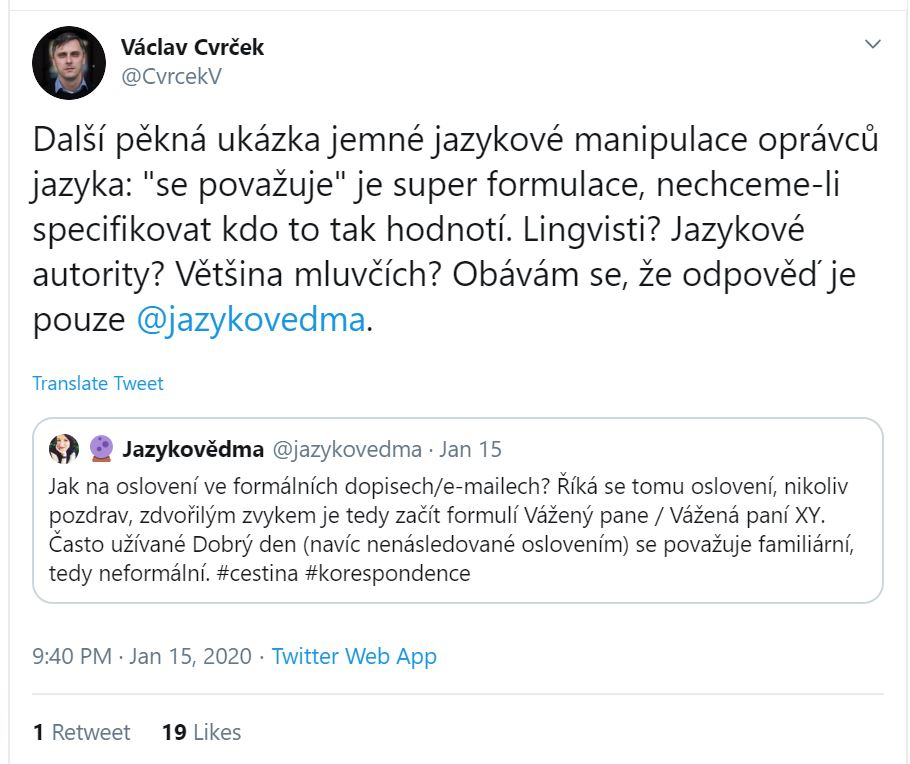 Václav Cvrček
@CvrcekV
Další pěkná ukázka jemné jazykové manipulace oprávců
jazyka: "se považuje" je super formulace, nechceme-li
specifikovat kdo to tak hodnotí. Lingvisti? Jazykové
autority? Většina mluvčích? Obávám se, že odpověď je
pouze @jazykovedma.
Translate Tweet
Jazykovědma @jazykovedma · Jan 15
Jak na oslovení ve formálních dopisech/e-mailech? Říká se tomu oslovení, nikoliv
pozdrav, zdvořilým zvykem je tedy začít formulí Vážený pane / Vážená paní XY.
Často užívané Dobrý den (navíc nenásledované oslovením) se považuje familiární,
tedy neformální. #cestina #korespondence
9:40 PM · Jan 15, 2020 · Twitter Web App
1 Retweet 19 Likes